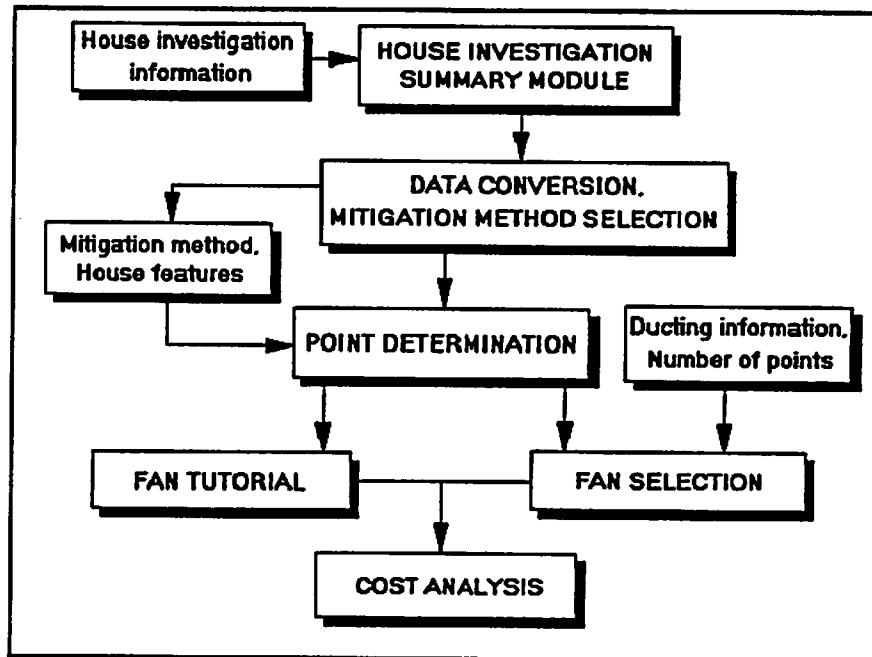 House investigation
information
HOUSE INVESTIGATION
SUMMARY MODULE
DATA CONVERSION.
MITIGATION METHOD SELECTION
Mitigation method.
House features
POINT DETERMINATION
Ducting information.
Number of points
FAN TUTORIAL
FAN SELECTION
COST ANALYSIS